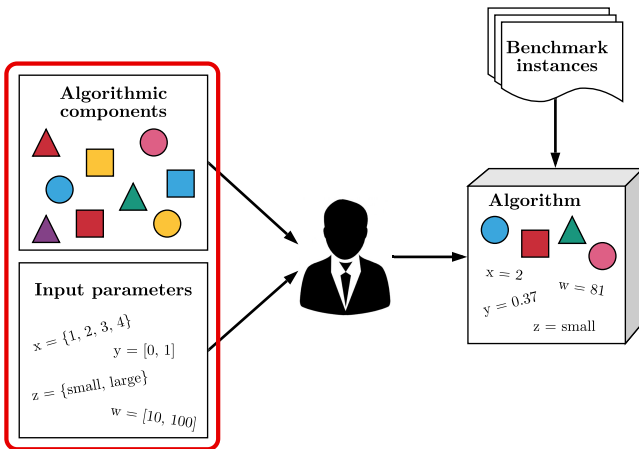 Algorithmic
components
Input parameters
x = {1, 2, 3, 4}
y = [0, 1]
z = {small, large}
w = [10, 100]
Benchmark
instances
Algorithm
x = 2
w = 81
y = 0.37
z = small